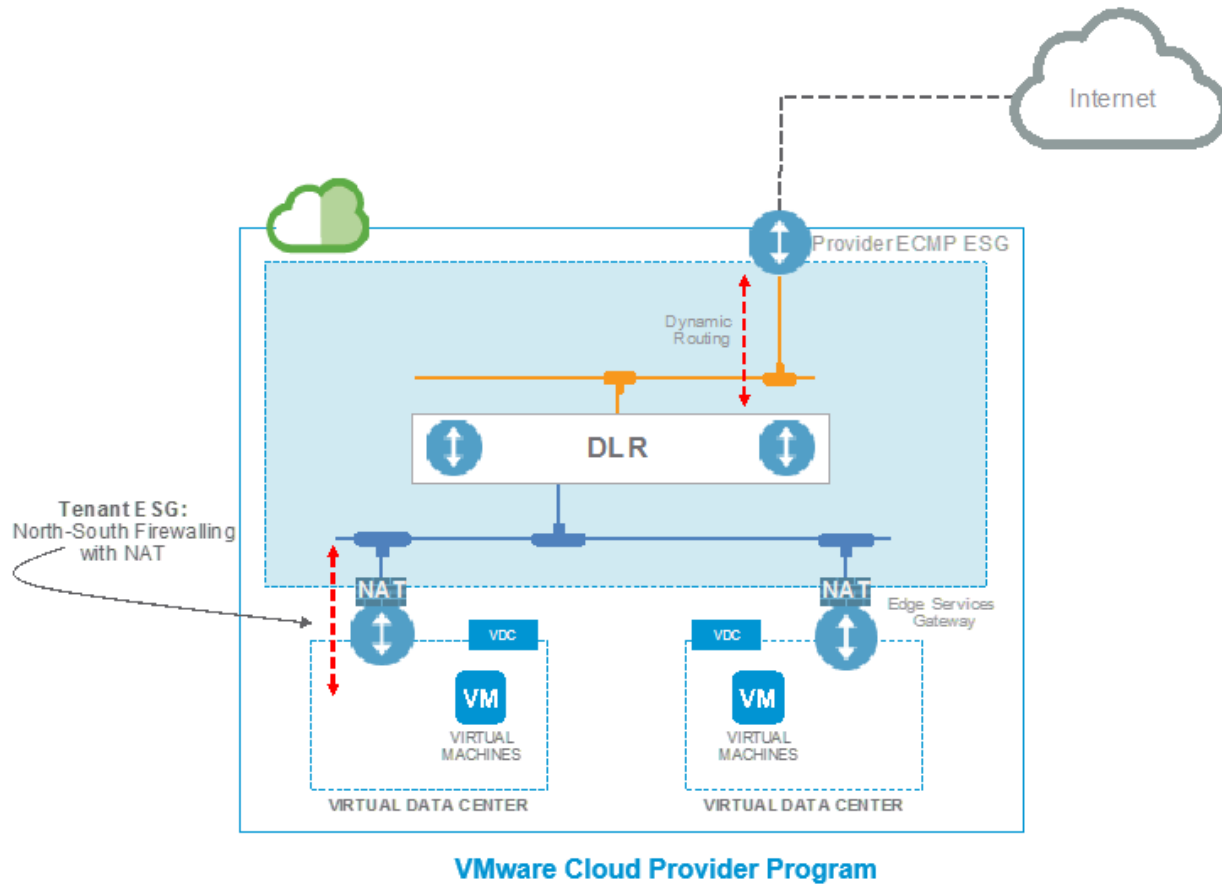 Internet
Provider ECMP ESG
Dynamic
Routing
DLR
Tenant ESG:
North-South Firewalling
with NAT
NAT
NAT
Edge Services
Gateway
VDC
VDC
VM
VM
VIRTUAL
MACHINES
VIRTUAL
MACHINES
VIRTUAL DATA CENTER
VIRTUAL DATA CENTER
VMware Cloud Provider Program